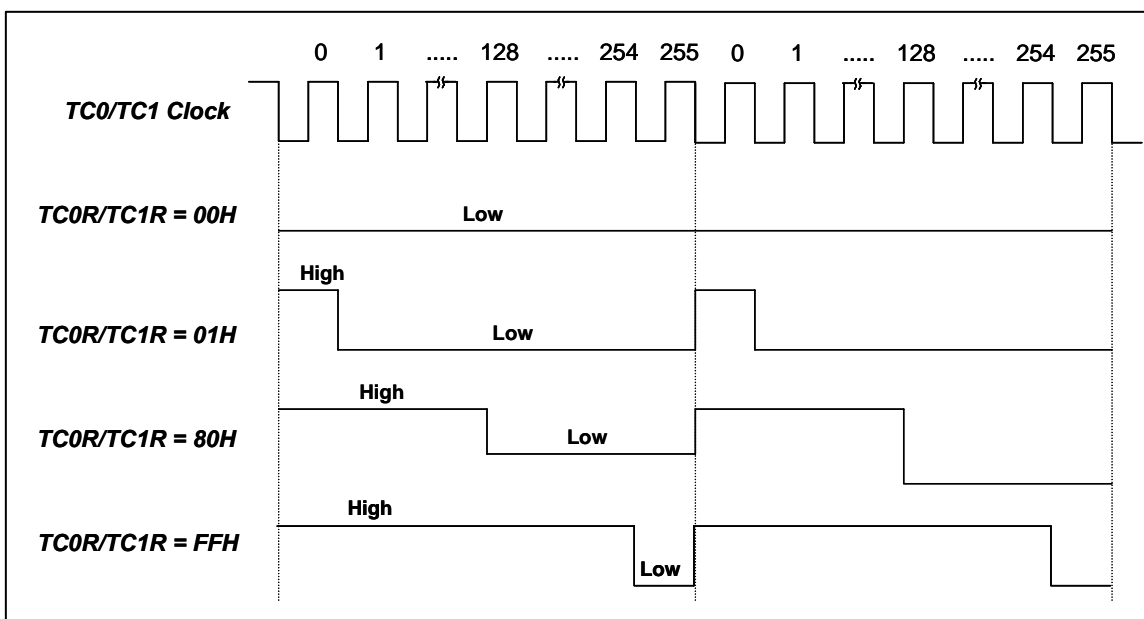 0 1 ..... 128 ..... 254 255 0 1 ..... 128 ..... 254 255
TC0/TC1 Clock
TC0R/TC1R = 00H
Low
High
TC0R/TC1R = 01H
Low
High
TC0R/TC1R = 80H
Low
High
TC0R/TC1R = FFH
Low